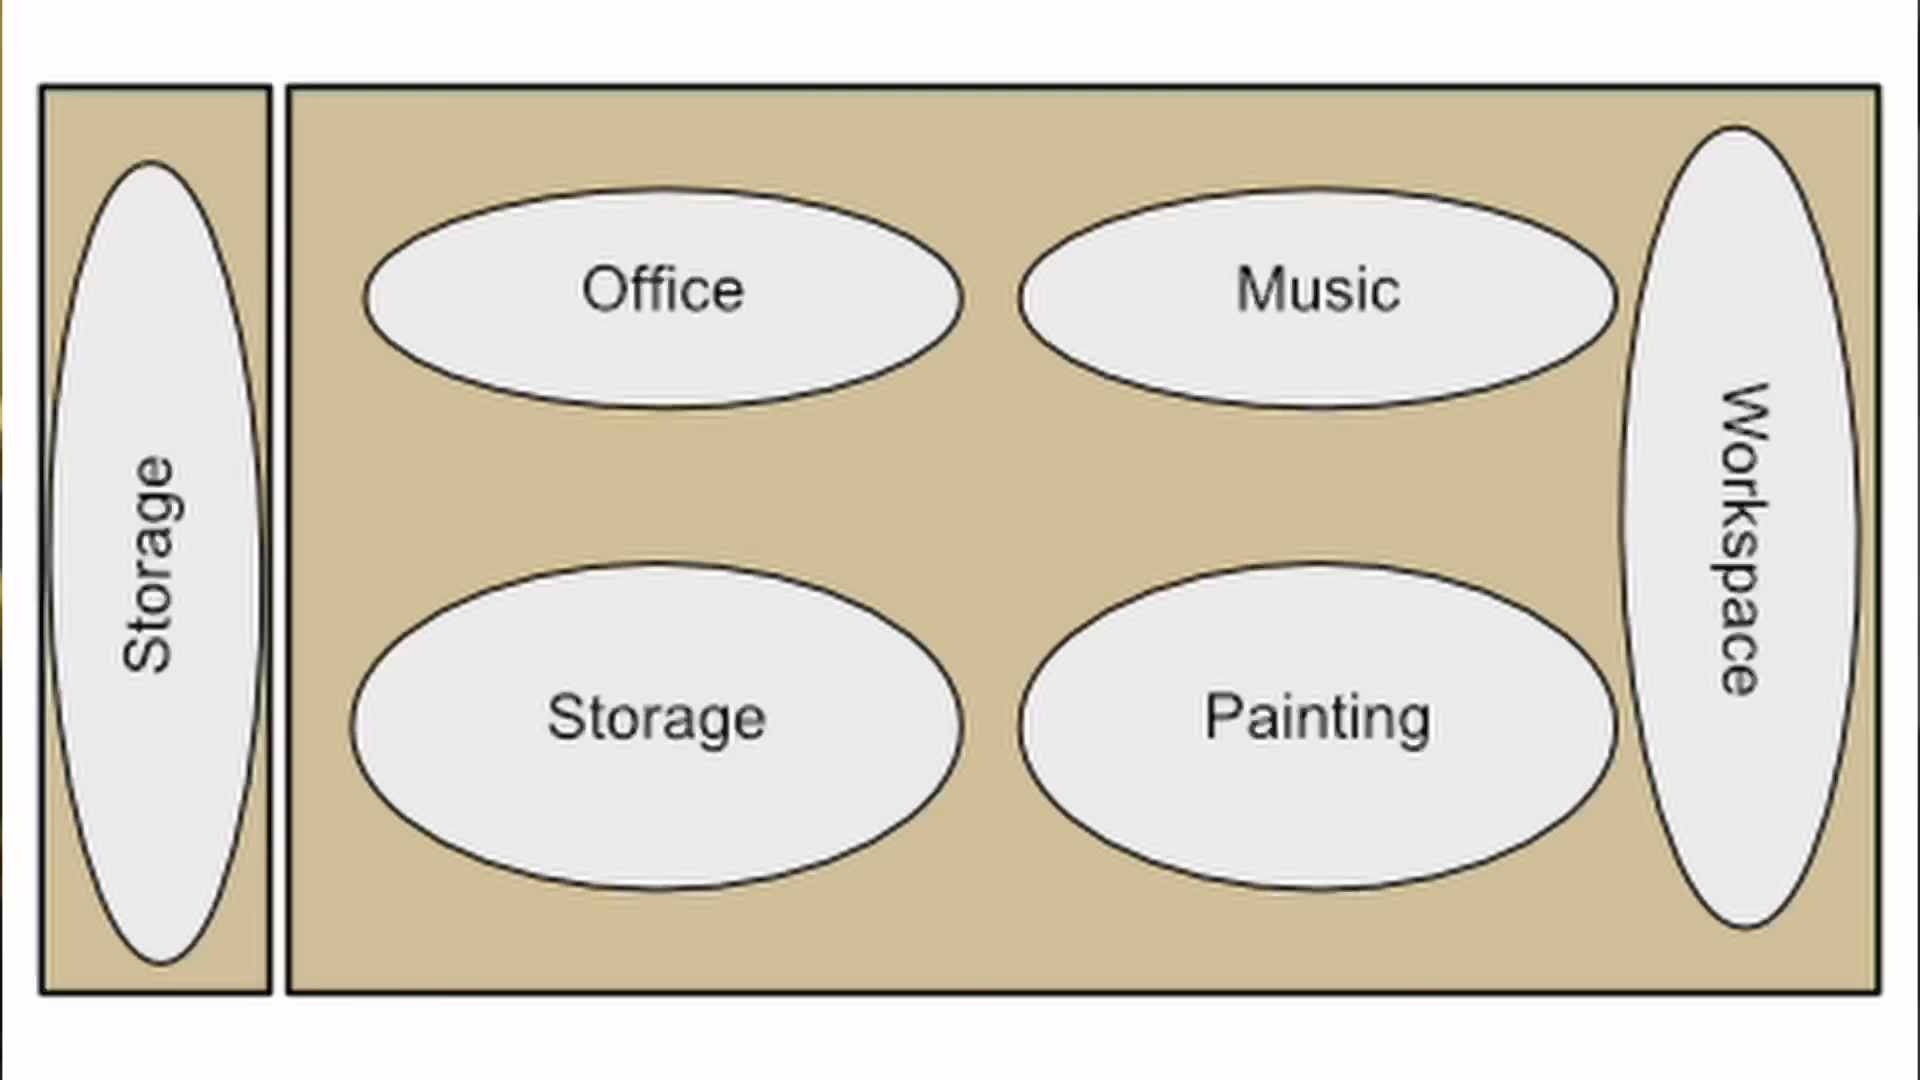 Storage
Office
Music
Workspace
Storage
Painting